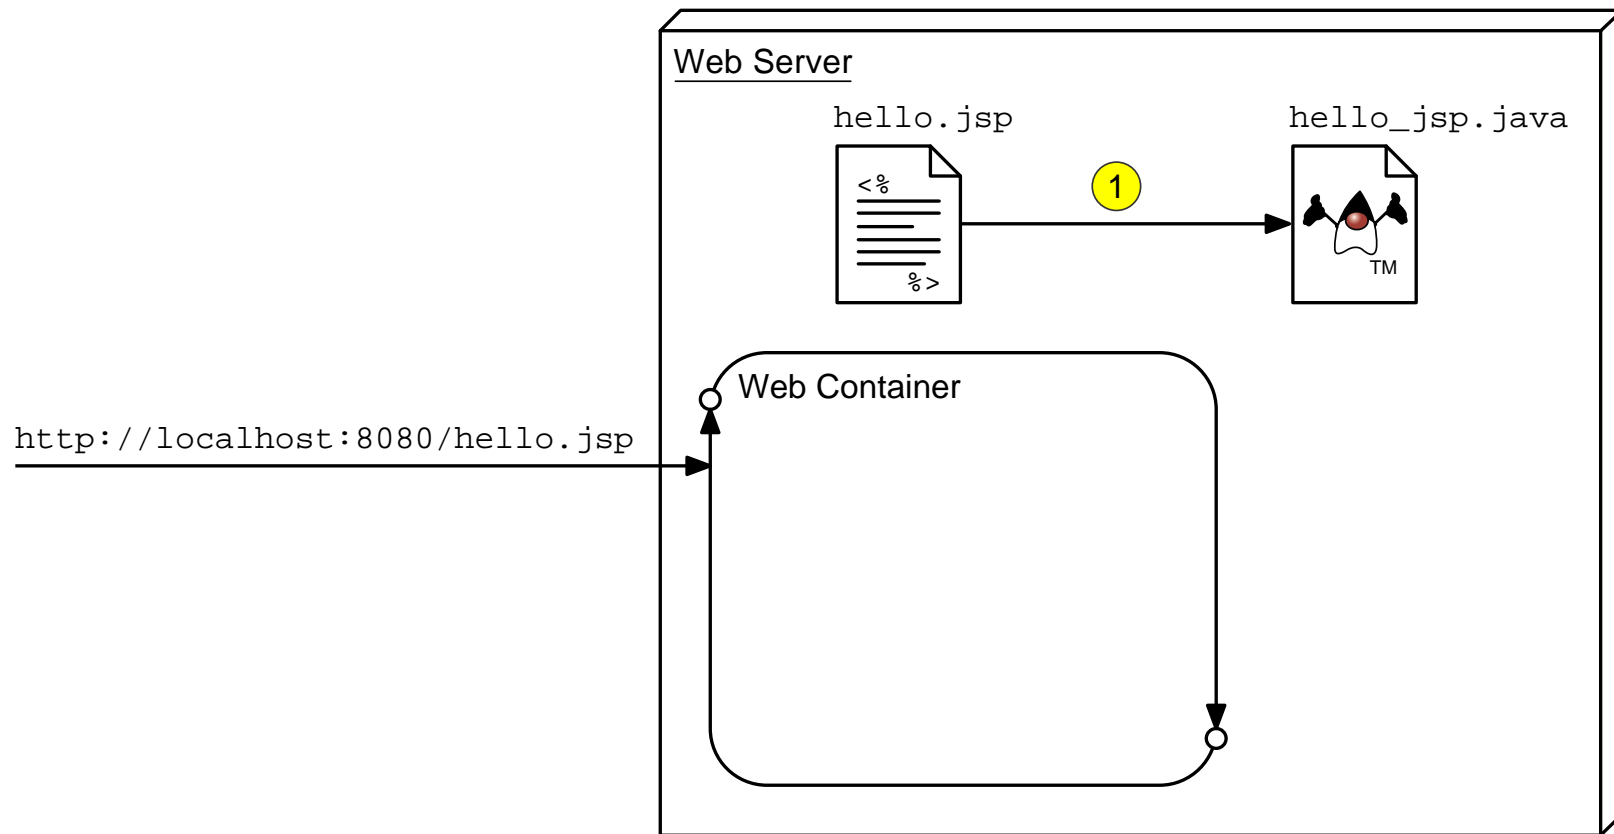 Web Server
hello.jsp
hello_jsp.java
<%
1
%>
TM
Web Container
http://localhost:8080/hello.jsp